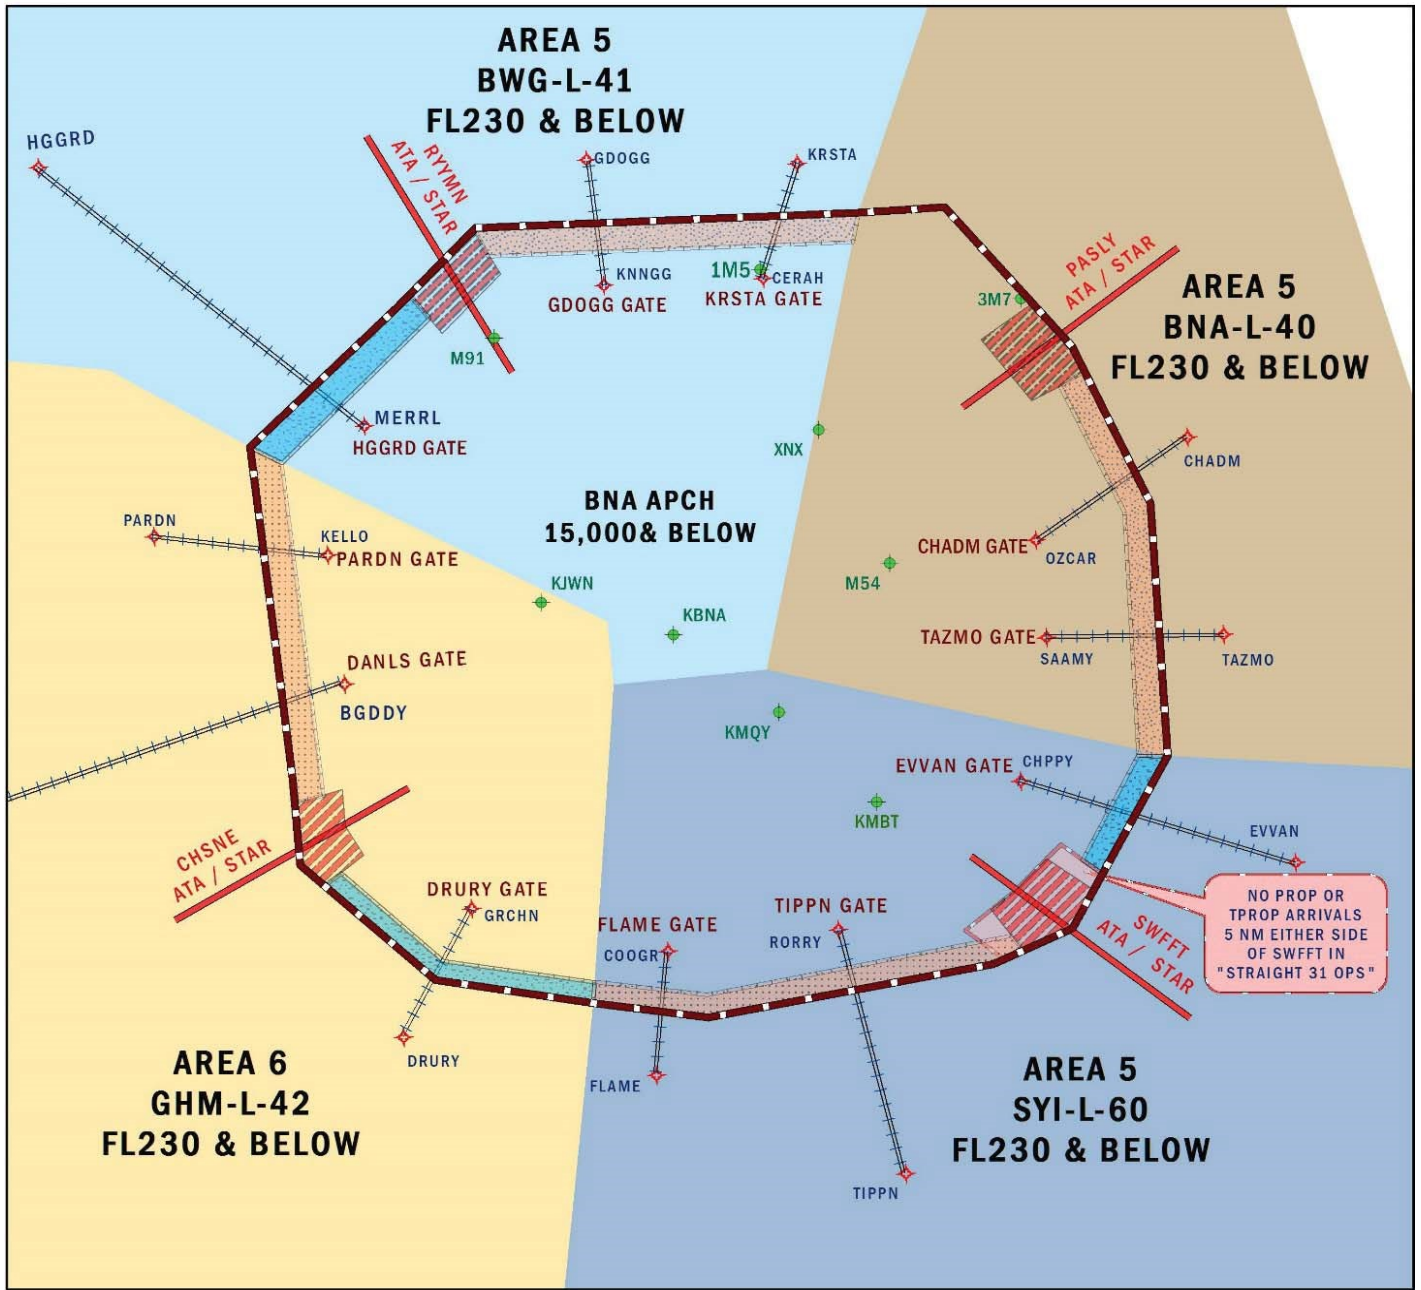 AREA 5
BWG-L-41
FL230 & BELOW
HGGRD
RYYMN
ATA / STAR
GDOGG
KRSTA
1M5
KNNGG
CERAH
GDOGG GATE
KRSTA GATE
PASLY
ATA / STAR
3M7
AREA 5
BNA-L-40
FL230 & BELOW
M91
MERRL
HGGRD GATE
XNX
CHADM
BNA APCH
15,000& BELOW
PARDN
KELLO
PARDN GATE
CHADM GATE
OZCAR
M54
KJWN
KBNA
TAZMO GATE
SAAMY
TAZMO
DANLS GATE
BGDDY
KMQY
EVVAN GATE
CHPPY
KMBT
EVVAN
CHSNE
ATA / STAR
NO PROP OR
TPROP ARRIVALS
5 NM EITHER SIDE
OF SWFFT IN
"STRAIGHT 31 OPS"
DRURY GATE
GRCHN
FLAME GATE
COOGR
TIPPN GATE
RORRY
SWFFT
ATA / STAR
DRURY
FLAME
TIPPN
AREA 6
GHM-L-42
FL230 & BELOW
AREA 5
SYI-L-60
FL230 & BELOW